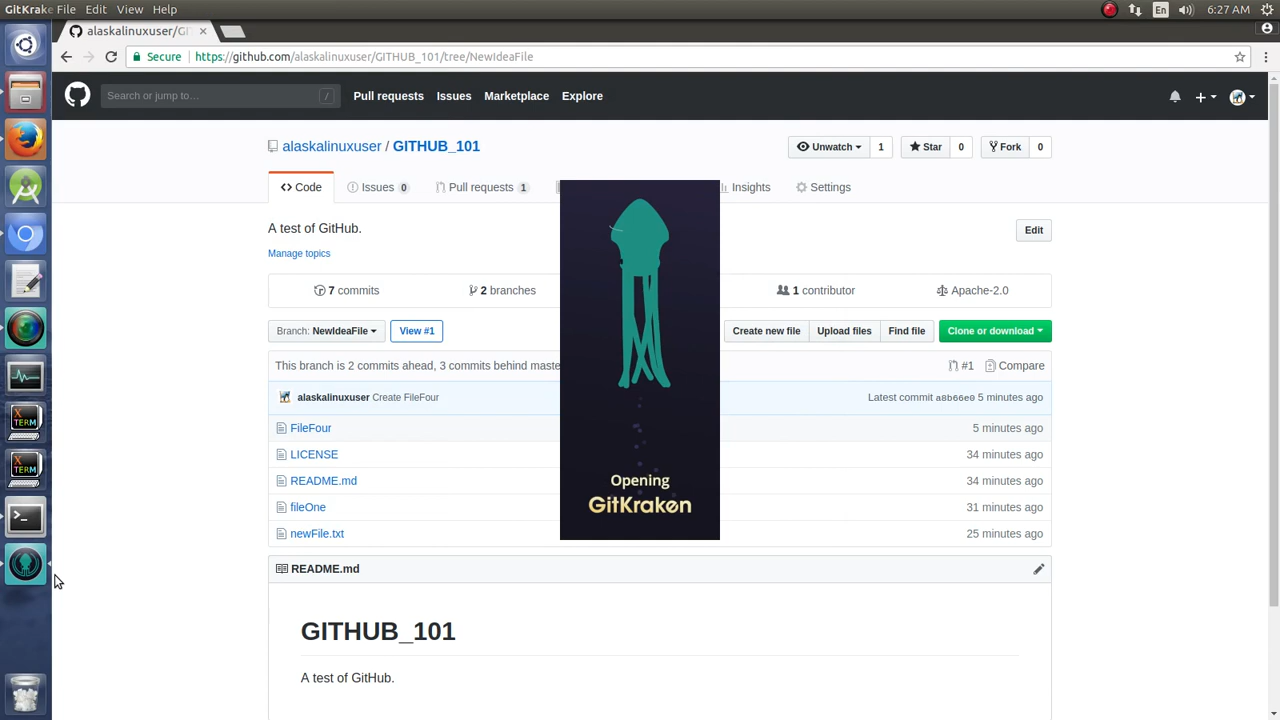 GitKrake File Edit View Help
En 6:27 AM
alaskalinuxuser/Gi
Secure https://github.com/alaskalinuxuser/GITHUB_101/tree/NewIdeaFile
Search or jump to... / Pull requests Issues Marketplace Explore
alaskalinuxuser / GITHUB_101
Unwatch 1 Star 0 Fork 0
Code Issues 0 Pull requests 1 Insights Settings
A test of GitHub.
Edit
Manage topics
7 commits 2 branches 1 contributor Apache-2.0
Branch: NewIdeaFile View #1 Create new file Upload files Find file Clone or download
This branch is 2 commits ahead, 3 commits behind maste #1 Compare
alaskalinuxuser Create FileFour Latest commit a8b66e0 5 minutes ago
FileFour 5 minutes ago
LICENSE 34 minutes ago
README.md 34 minutes ago
fileOne 31 minutes ago
newFile.txt 25 minutes ago
Opening
GitKraken
README.md
GITHUB_101
A test of GitHub.
X TERM
X TERM
>_